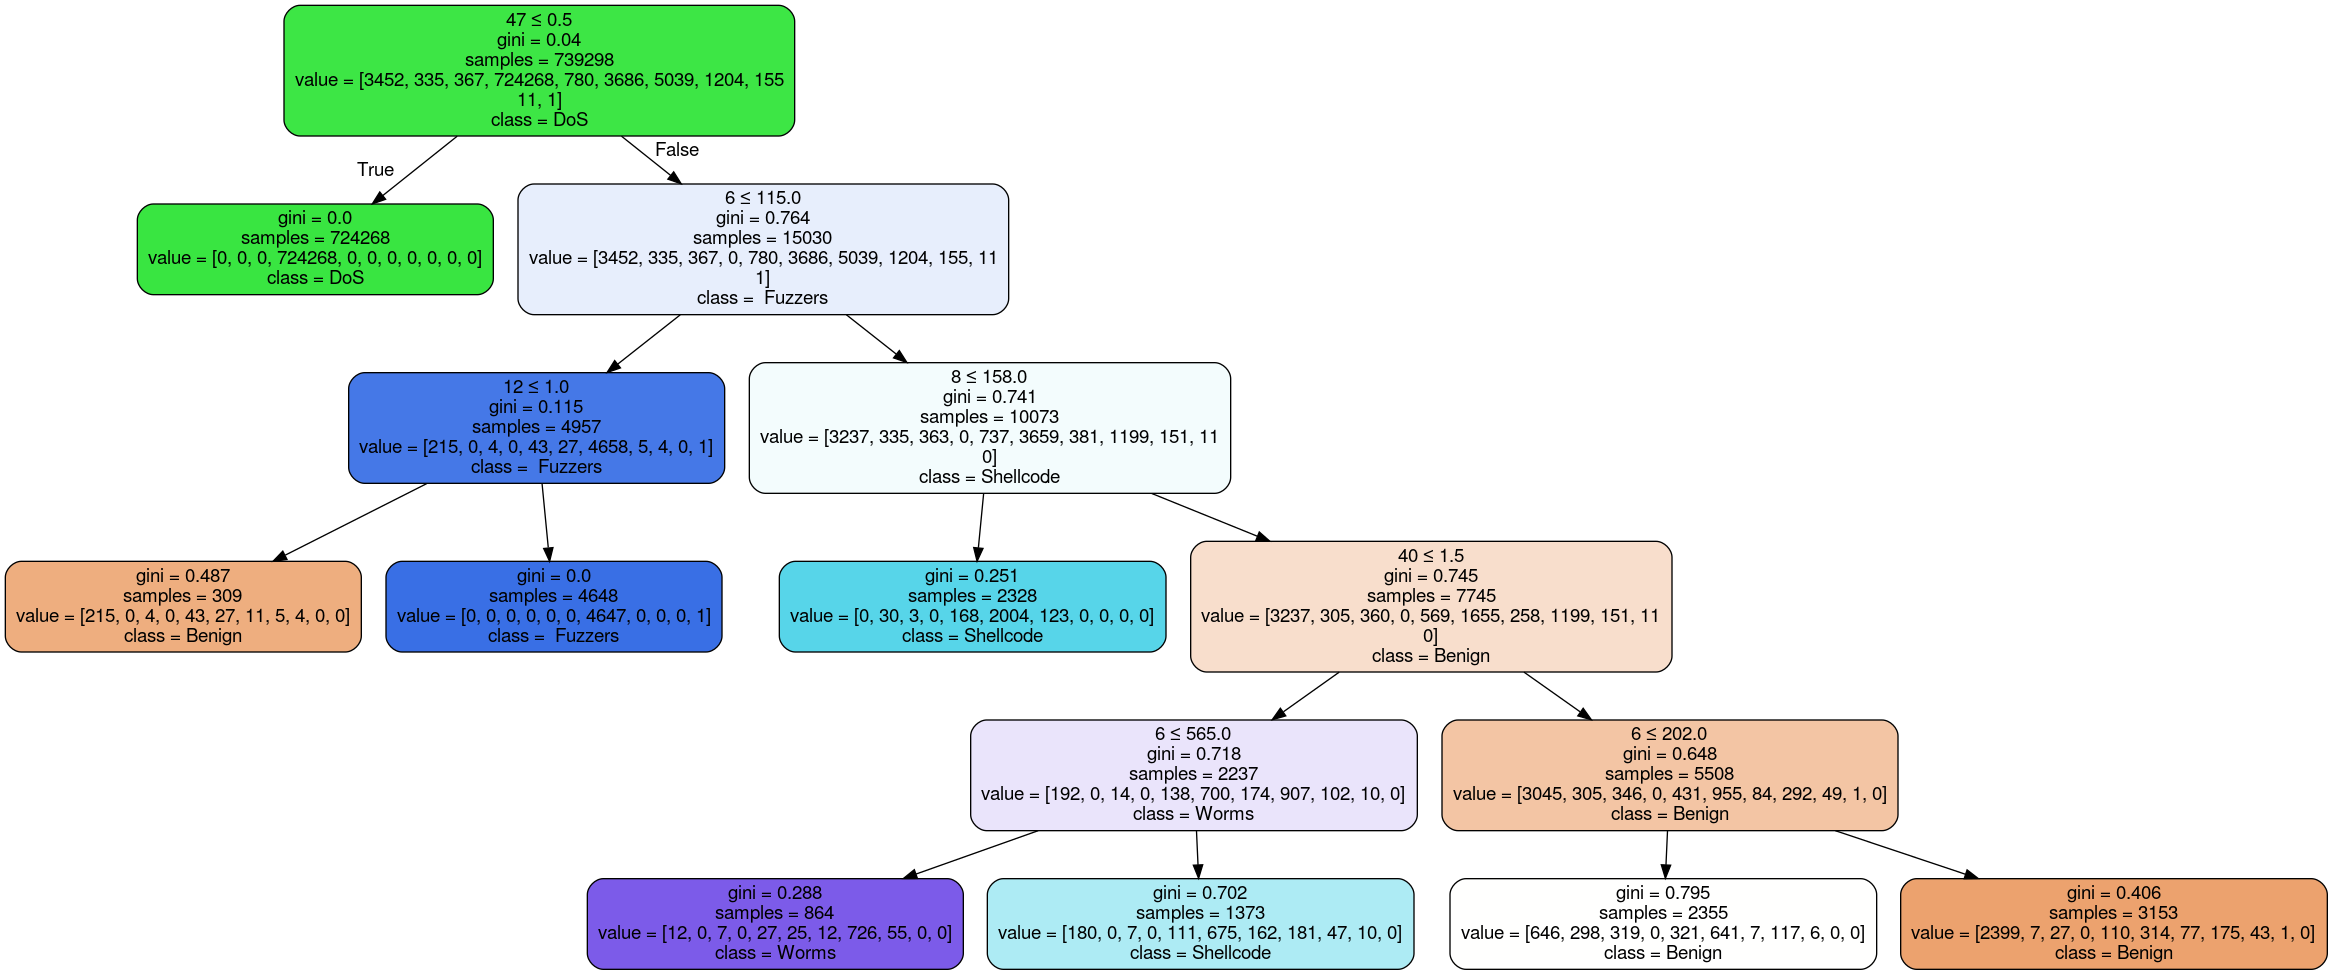 47 ≤ 0.5
gini = 0.04
samples = 739298
value = [3452, 335, 367, 724268, 780, 3686, 5039, 1204, 155
11, 1]
class = DoS
True
False
gini = 0.0
samples = 724268
value = [0, 0, 0, 724268, 0, 0, 0, 0, 0, 0, 0]
class = DoS
6 ≤ 115.0
gini = 0.764
samples = 15030
value = [3452, 335, 367, 0, 780, 3686, 5039, 1204, 155, 11
1]
class =  Fuzzers
12 ≤ 1.0
gini = 0.115
samples = 4957
value = [215, 0, 4, 0, 43, 27, 4658, 5, 4, 0, 1]
class =  Fuzzers
8 ≤ 158.0
gini = 0.741
samples = 10073
value = [3237, 335, 363, 0, 737, 3659, 381, 1199, 151, 11
0]
class = Shellcode
gini = 0.487
samples = 309
value = [215, 0, 4, 0, 43, 27, 11, 5, 4, 0, 0]
class = Benign
gini = 0.0
samples = 4648
value = [0, 0, 0, 0, 0, 0, 4647, 0, 0, 0, 1]
class =  Fuzzers
gini = 0.251
samples = 2328
value = [0, 30, 3, 0, 168, 2004, 123, 0, 0, 0, 0]
class = Shellcode
40 ≤ 1.5
gini = 0.745
samples = 7745
value = [3237, 305, 360, 0, 569, 1655, 258, 1199, 151, 11
0]
class = Benign
6 ≤ 565.0
gini = 0.718
samples = 2237
value = [192, 0, 14, 0, 138, 700, 174, 907, 102, 10, 0]
class = Worms
6 ≤ 202.0
gini = 0.648
samples = 5508
value = [3045, 305, 346, 0, 431, 955, 84, 292, 49, 1, 0]
class = Benign
gini = 0.288
samples = 864
value = [12, 0, 7, 0, 27, 25, 12, 726, 55, 0, 0]
class = Worms
gini = 0.702
samples = 1373
value = [180, 0, 7, 0, 111, 675, 162, 181, 47, 10, 0]
class = Shellcode
gini = 0.795
samples = 2355
value = [646, 298, 319, 0, 321, 641, 7, 117, 6, 0, 0]
class = Benign
gini = 0.406
samples = 3153
value = [2399, 7, 27, 0, 110, 314, 77, 175, 43, 1, 0]
class = Benign